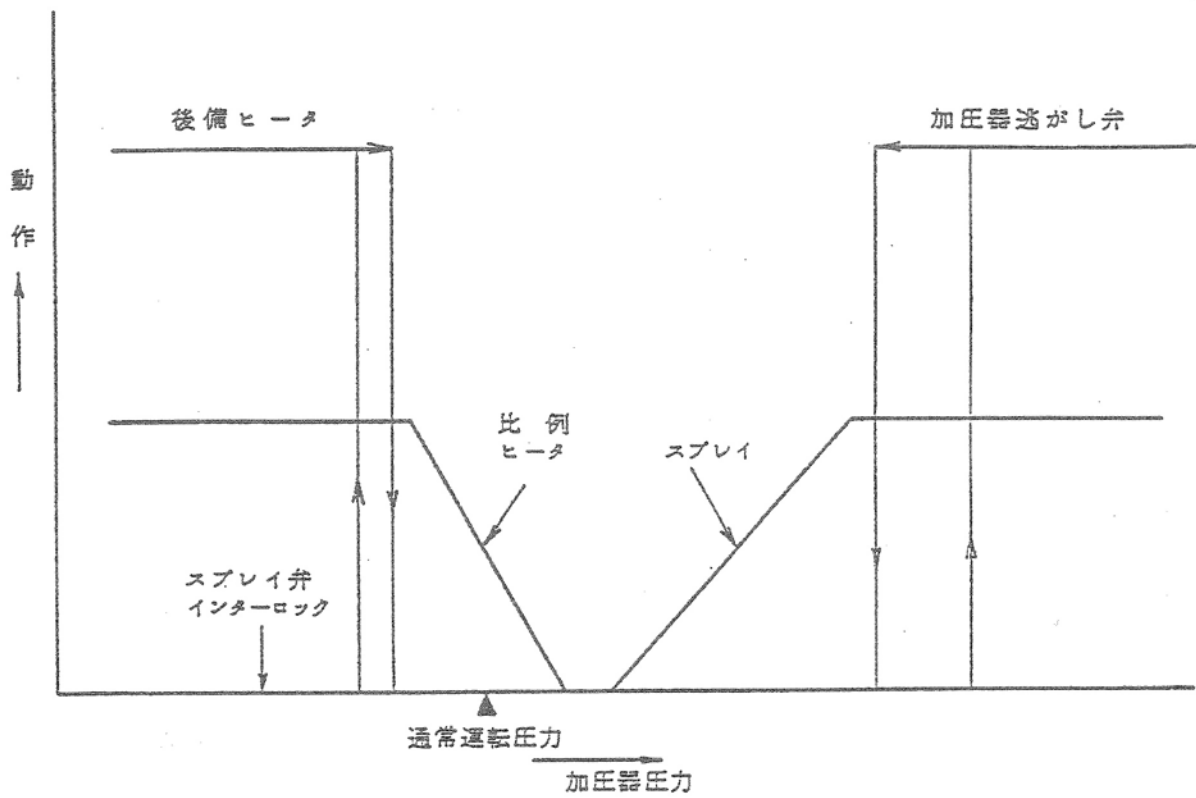 後備ヒータ
加圧器逃がし弁
動作
比例
ヒータ
スプレイ
スプレイ弁
インターロック
通常運転圧力
加圧器圧力